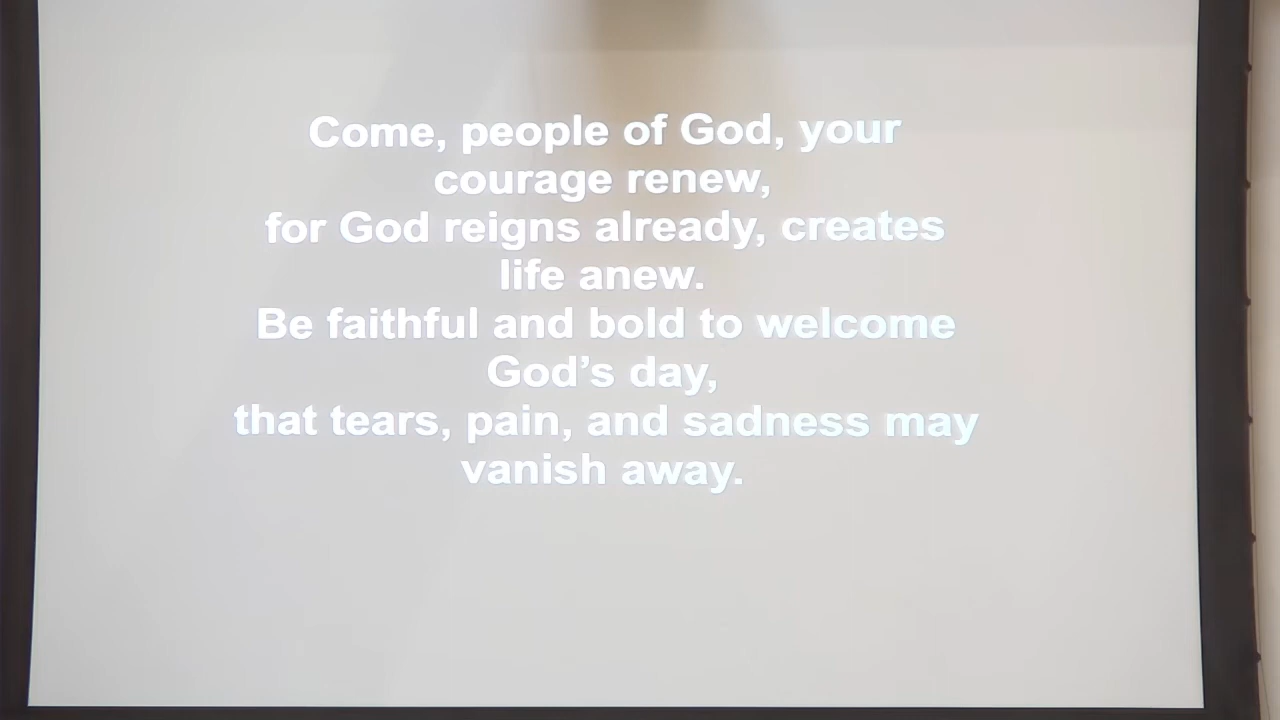 Come, people of God, your
courage renew,
for God reigns already, creates
life anew.
Be faithful and bold to welcome
God’s day,
that tears, pain, and sadness may
vanish away.